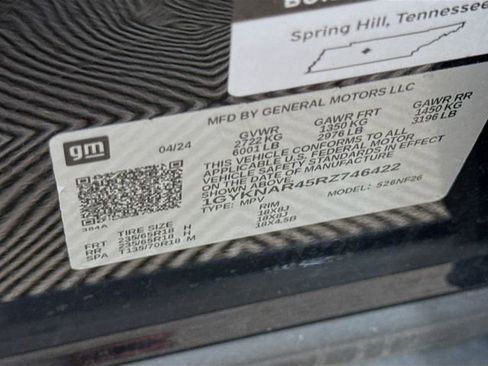 Spring Hill, Tennessee
gm
04/24
MFD BY GENERAL MOTORS LLC
GVWR GAWR FRT GAWR RR
2722 KG 1350 KG 1450 KG
6001 LB 2976 LB 3196 LB
THIS VEHICLE CONFORMS TO ALL
APPLICABLE U.S. FEDERAL MOTOR
VEHICLE SAFETY STANDARDS IN EFFECT
ON THE DATE OF MANUFACTURE
SHOWN ABOVE.
1GYKNAR45RZ746422
TYPE: MPV MODEL: 526NF26
384A
TIRE SIZE RIM
FRT 235/65R18 H 18X8J
RR 235/65R18 H 18X8J
SPA T135/70R18 M 18X4.5B